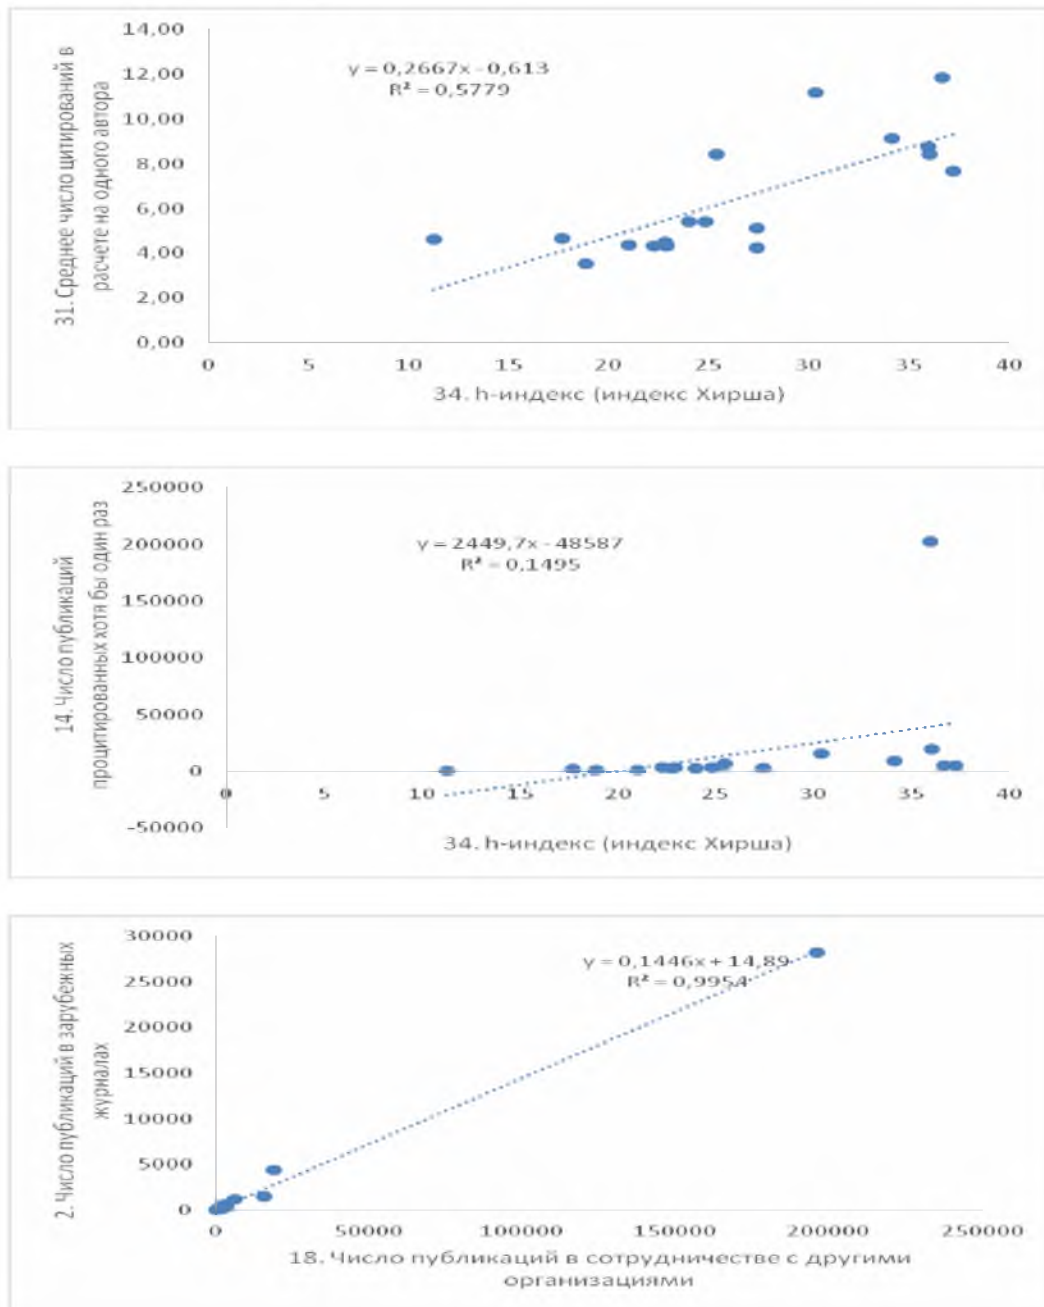 31. Среднее число цитирований в
расчете на одного автора
14,00
12,00
10,00
8,00
6,00
4,00
2,00
0,00
y = 0,2667x - 0,613
R² = 0,5779
0 5 10 15 20 25 30 35 40
34. h-индекс (индекс Хирша)
14. Число публикаций
процитированных хотя бы один раз
250000
200000
150000
100000
50000
0
-50000
y = 2449,7x - 48587
R² = 0,1495
0 5 10 15 20 25 30 35 40
34. h-индекс (индекс Хирша)
2. Число публикаций в зарубежных
журналах
30000
25000
20000
15000
10000
5000
0
y = 0,1446x + 14,89
R² = 0,9954
0 50000 100000 150000 200000 250000
18. Число публикаций в сотрудничестве с другими
организациями